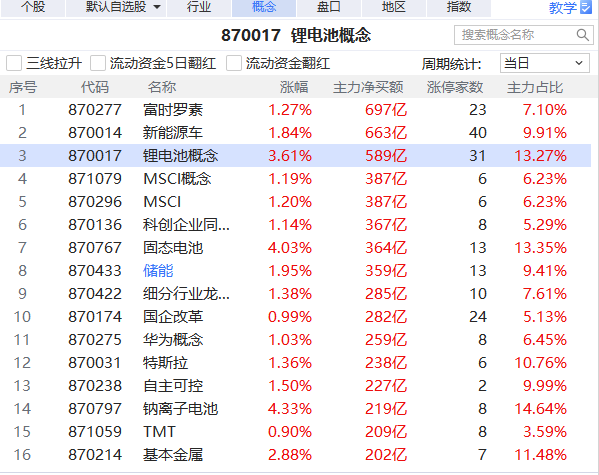 个股 默认自选股 行业 概念 盘口 地区 指数 教学
870017 锂电池概念 搜索概念名称
三线拉升 流动资金5日翻红 流动资金翻红 周期统计: 当日
序号 代码 名称 涨幅 主力净买额 涨停家数 主力占比
1 870277 富时罗素 1.27% 697亿 23 7.10%
2 870014 新能源车 1.84% 663亿 40 9.91%
3 870017 锂电池概念 3.61% 589亿 31 13.27%
4 871079 MSCI概念 1.19% 387亿 6 6.23%
5 870296 MSCI 1.20% 387亿 6 6.23%
6 870136 科创企业同... 1.14% 367亿 8 5.29%
7 870767 固态电池 4.03% 364亿 13 13.35%
8 870433 储能 1.95% 359亿 13 9.41%
9 870422 细分行业龙... 1.38% 285亿 10 7.61%
10 870174 国企改革 0.99% 282亿 24 5.13%
11 870275 华为概念 1.03% 259亿 8 6.45%
12 870031 特斯拉 1.36% 238亿 6 10.76%
13 870238 自主可控 1.50% 227亿 2 9.99%
14 870797 钠离子电池 4.33% 219亿 8 14.64%
15 871059 TMT 0.90% 209亿 8 3.59%
16 870214 基本金属 2.88% 202亿 7 11.48%